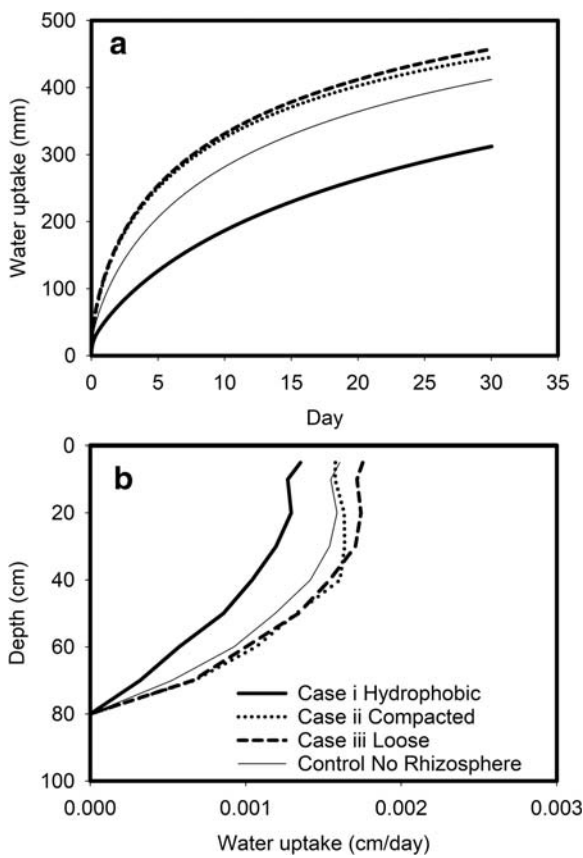 500
400
300
200
100
0
Water uptake (mm)
a
0 5 10 15 20 25 30 35
Day
0
20
40
60
80
100
Depth (cm)
b
Case i Hydrophobic
Case ii Compacted
Case iii Loose
Control No Rhizosphere
0.000 0.001 0.002 0.003
Water uptake (cm/day)